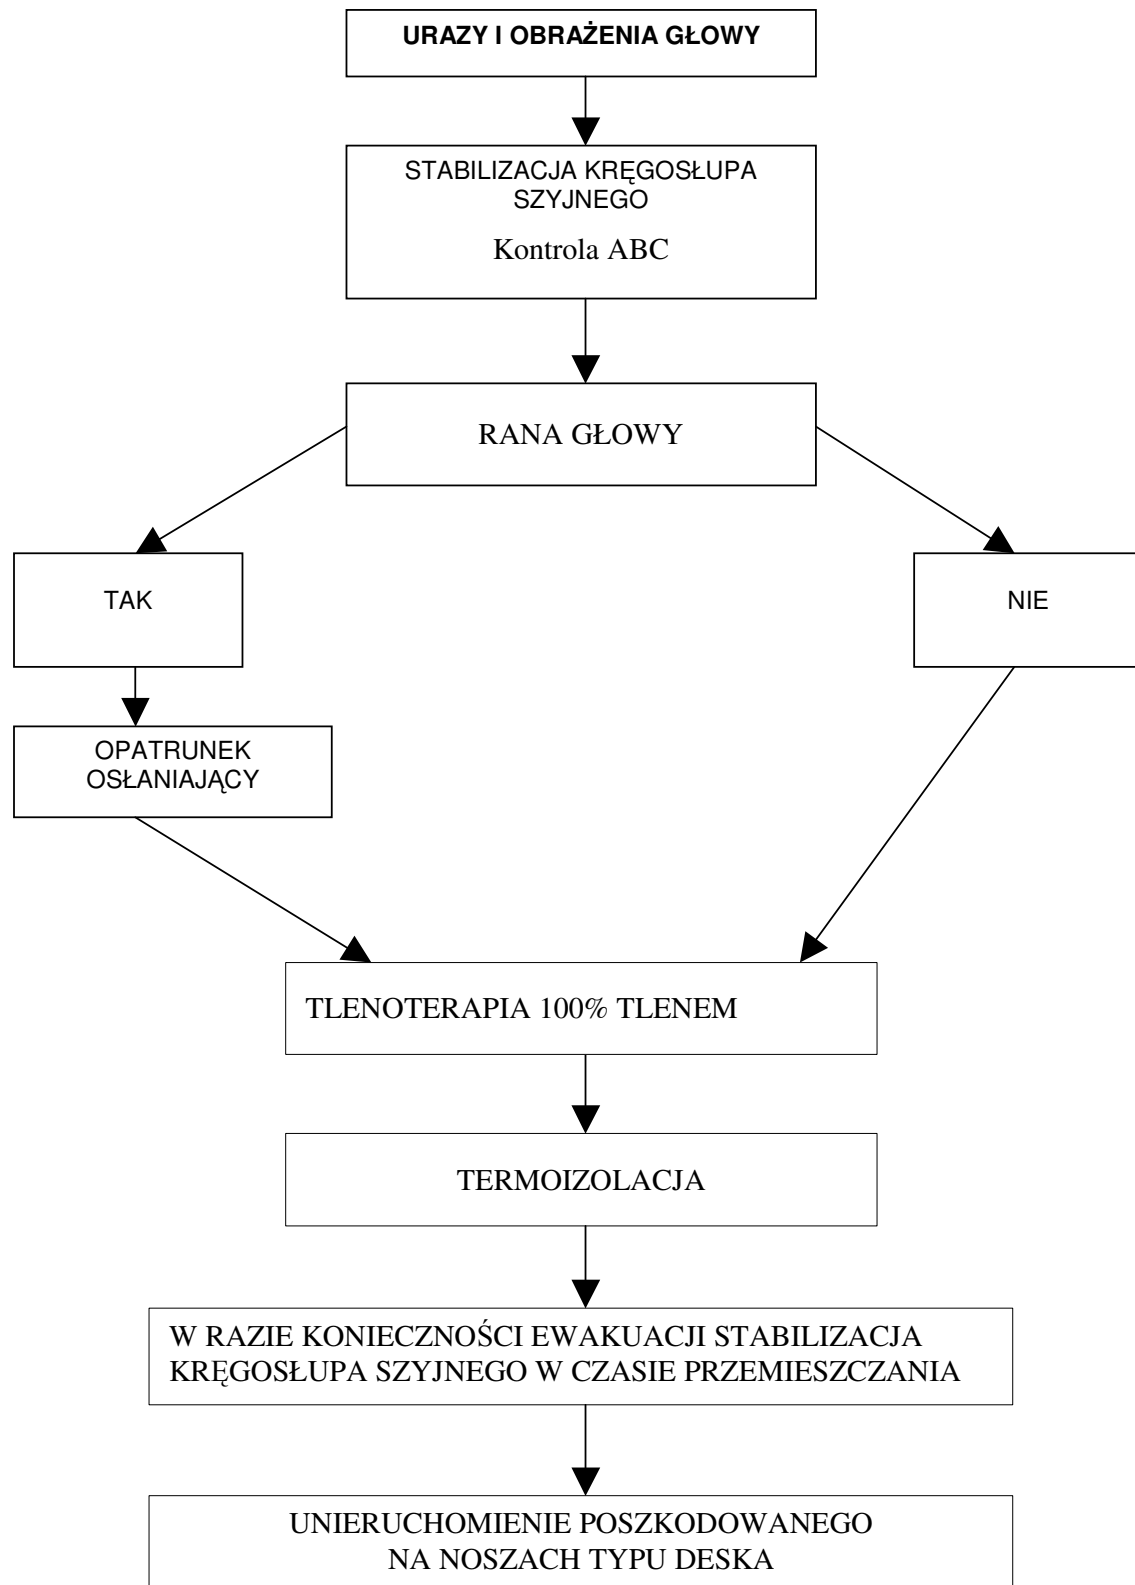 URAZY I OBRAŻENIA GŁOWY
STABILIZACJA KRĘGOSŁUPA
SZYJNEGO
Kontrola ABC
RANA GŁOWY
TAK
NIE
OPATRUNEK
OSŁANIAJĄCY
TLENOTERAPIA 100% TLENEM
TERMOIZOLACJA
W RAZIE KONIECZNOŚCI EWAKUACJI STABILIZACJA
KRĘGOSŁUPA SZYJNEGO W CZASIE PRZEMIESZCZANIA
UNIERUCHOMIENIE POSZKODOWANEGO
NA NOSZACH TYPU DESKA